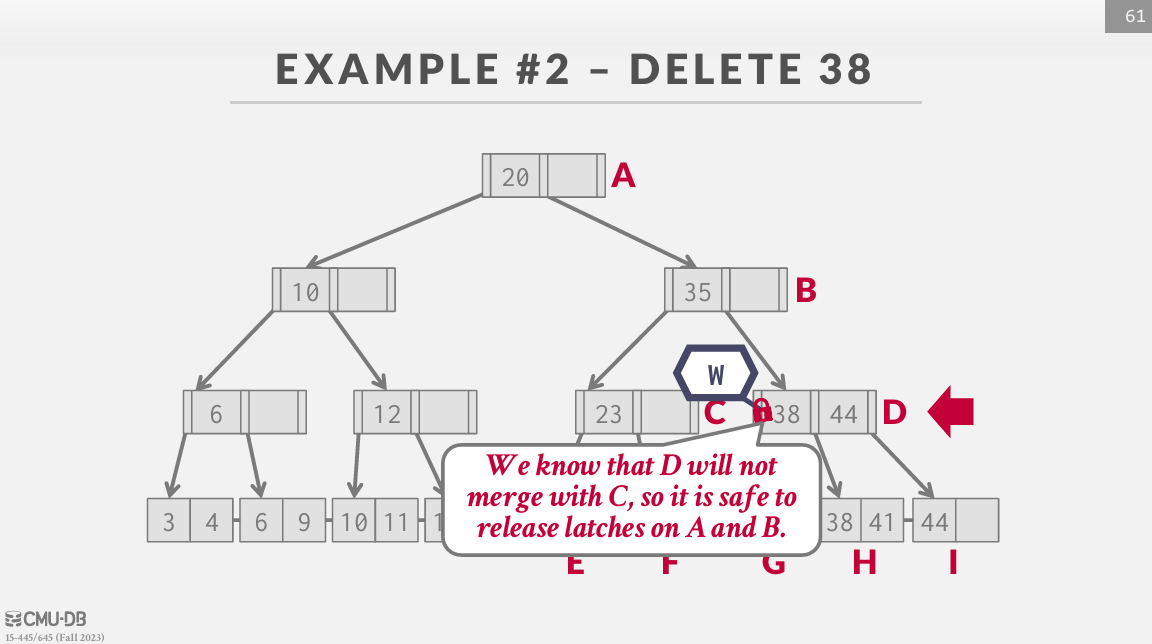 61
EXAMPLE #2 – DELETE 38
20 A
10 35 B
W
6 12 23 C 38 44 D
We know that D will not
merge with C, so it is safe to
release latches on A and B.
3 4 6 9 10 11 38 41 44
E F G H I
CMU·DB
15-445/645 (Fall 2023)